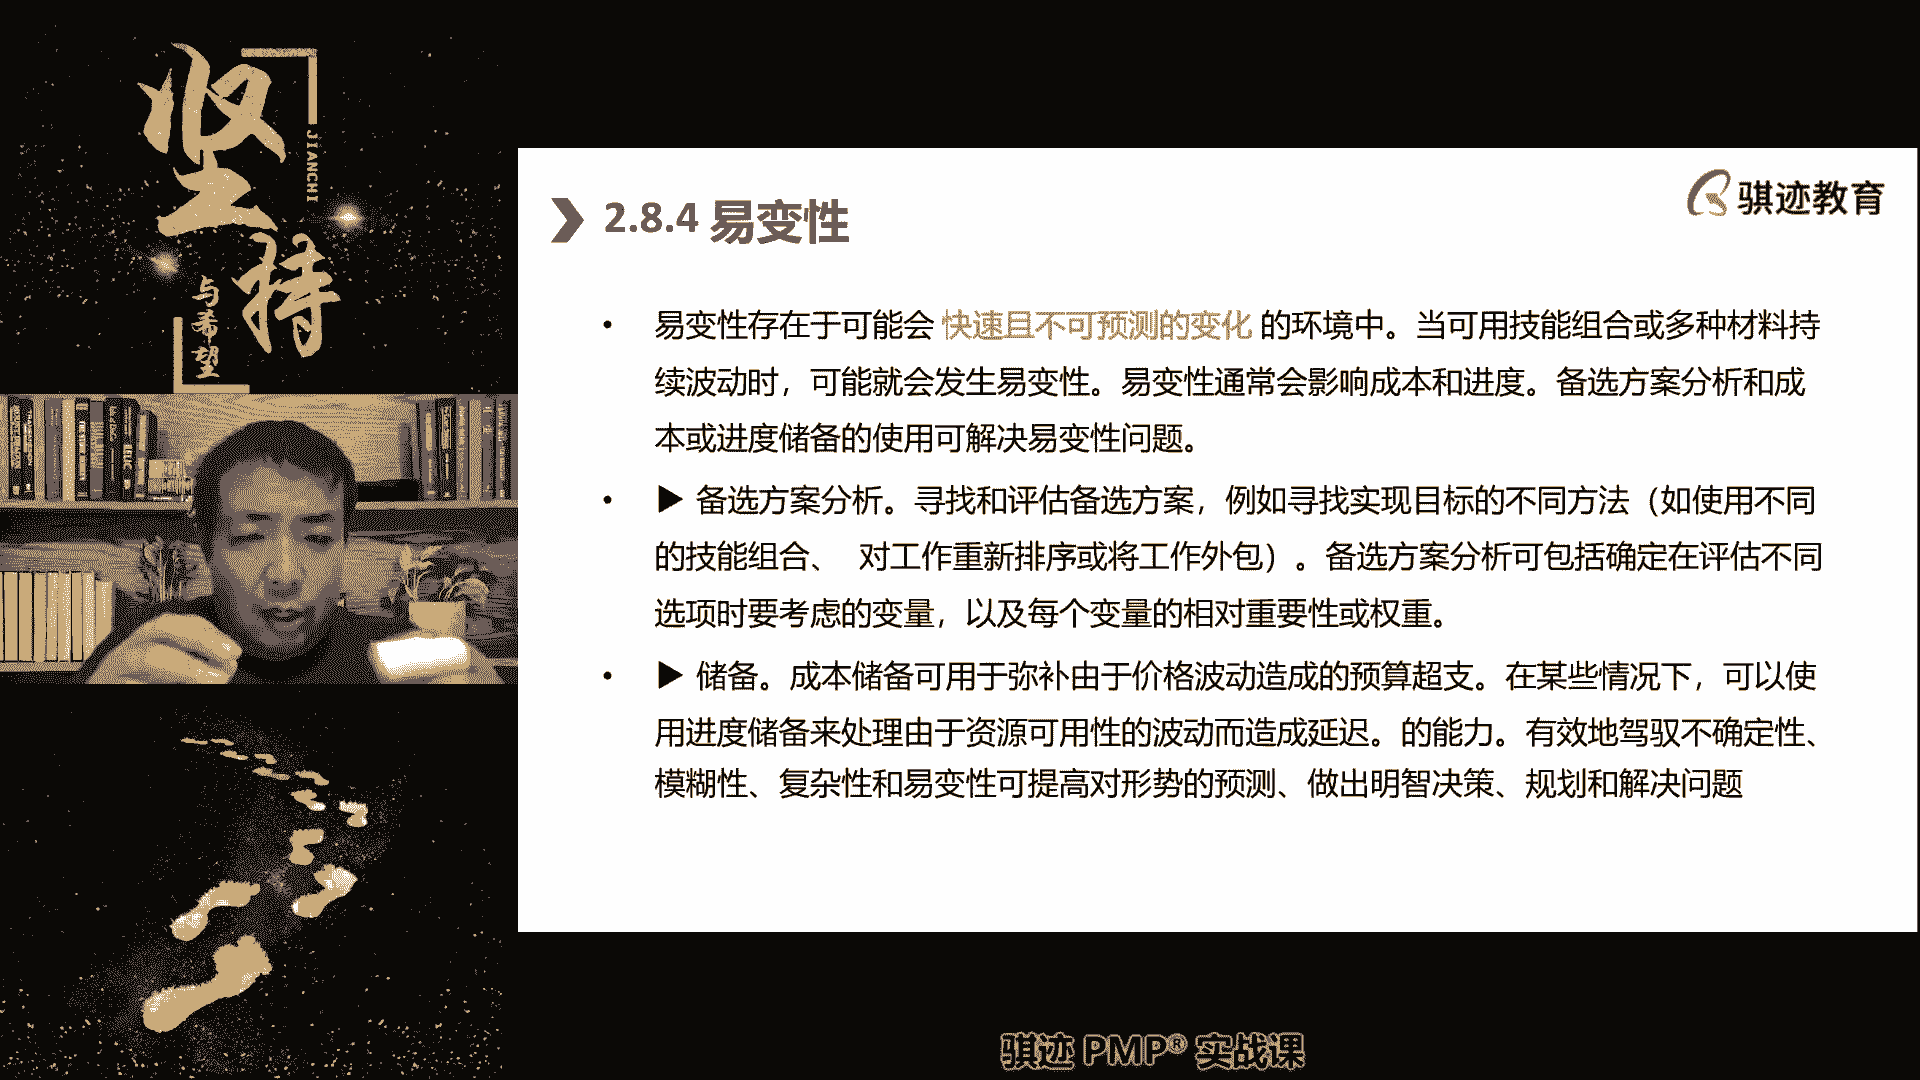 坚持
JIANCHI
与希望
骐迹教育
2.8.4 易变性
• 易变性存在于可能会 快速且不可预测的变化 的环境中。当可用技能组合或多种材料持
续波动时，可能就会发生易变性。易变性通常会影响成本和进度。备选方案分析和成
本或进度储备的使用可解决易变性问题。
• ▶ 备选方案分析。寻找和评估备选方案，例如寻找实现目标的不同方法（如使用不同
的技能组合、 对工作重新排序或将工作外包）。备选方案分析可包括确定在评估不同
选项时要考虑的变量，以及每个变量的相对重要性或权重。
• ▶ 储备。成本储备可用于弥补由于价格波动造成的预算超支。在某些情况下，可以使
用进度储备来处理由于资源可用性的波动而造成延迟。的能力。有效地驾驭不确定性、
模糊性、复杂性和易变性可提高对形势的预测、做出明智决策、规划和解决问题
骐迹 PMP® 实战课